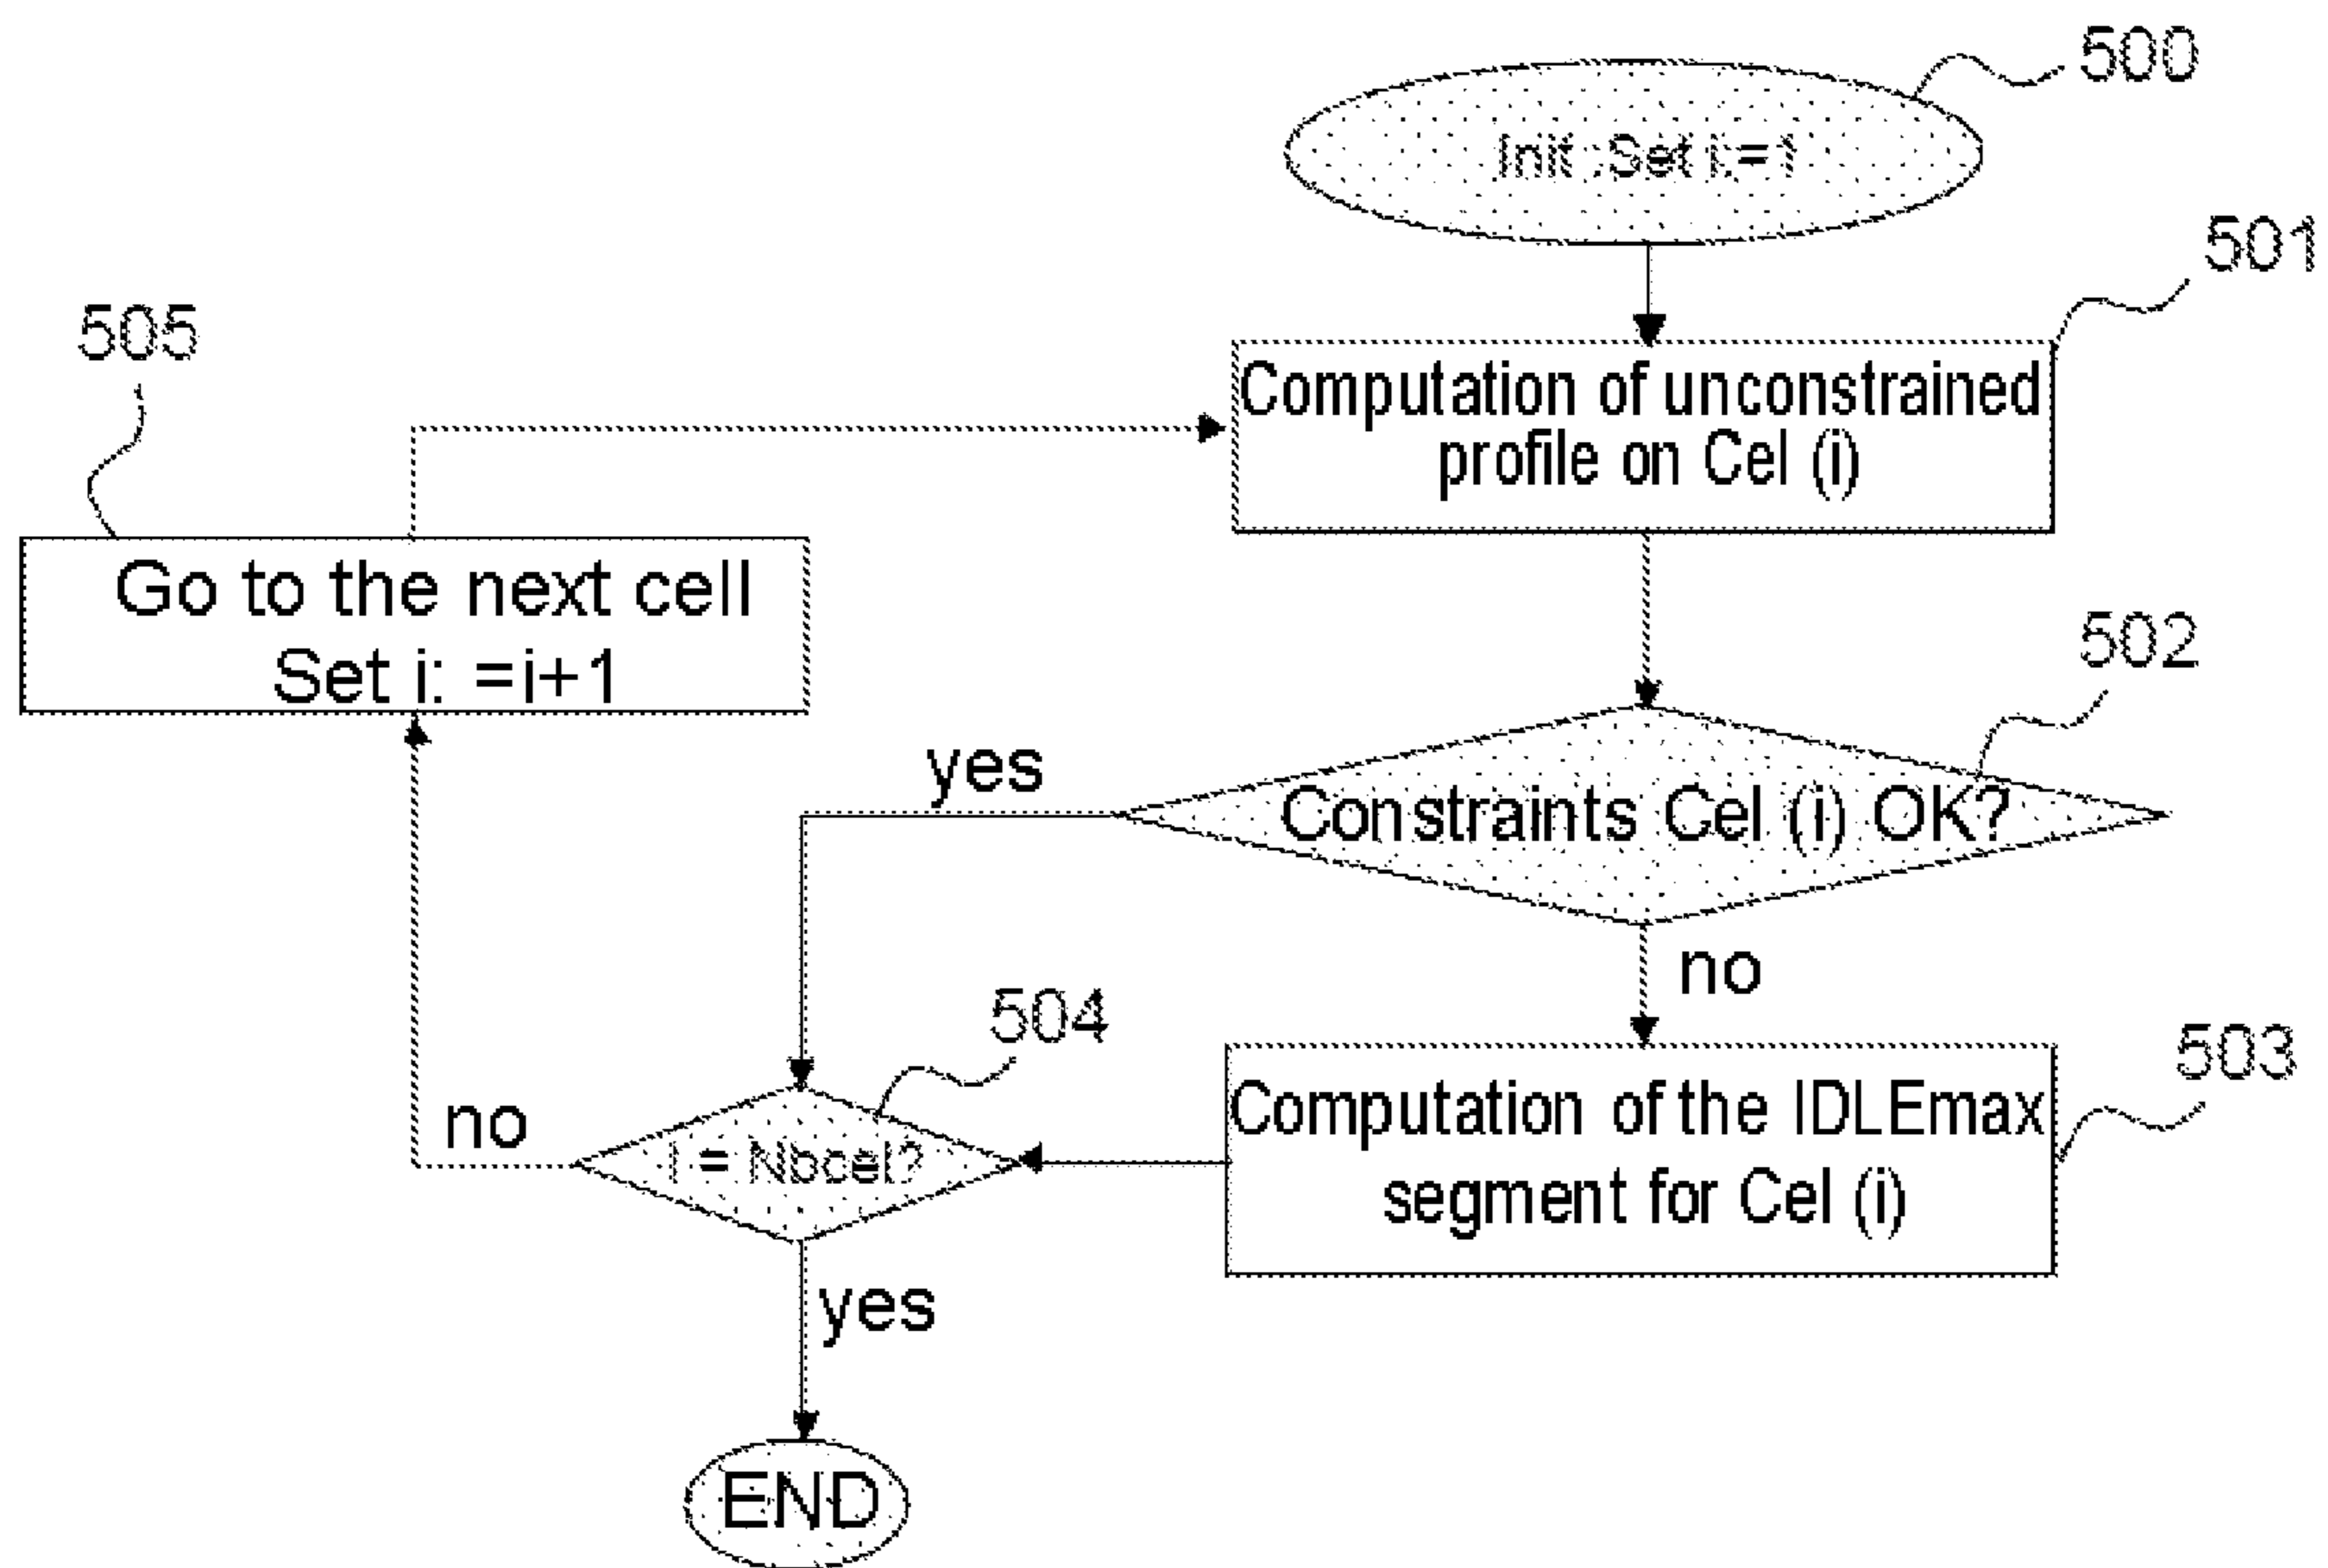 500
Init : Set i:=1
501
505
Computation of unconstrained
profile on Cel (i)
Go to the next cell
Set i: =i+1
502
yes
Constraints Cel (i) OK?
no
504
503
no
I = Nbcel?
Computation of the IDLEmax
segment for Cel (i)
yes
END